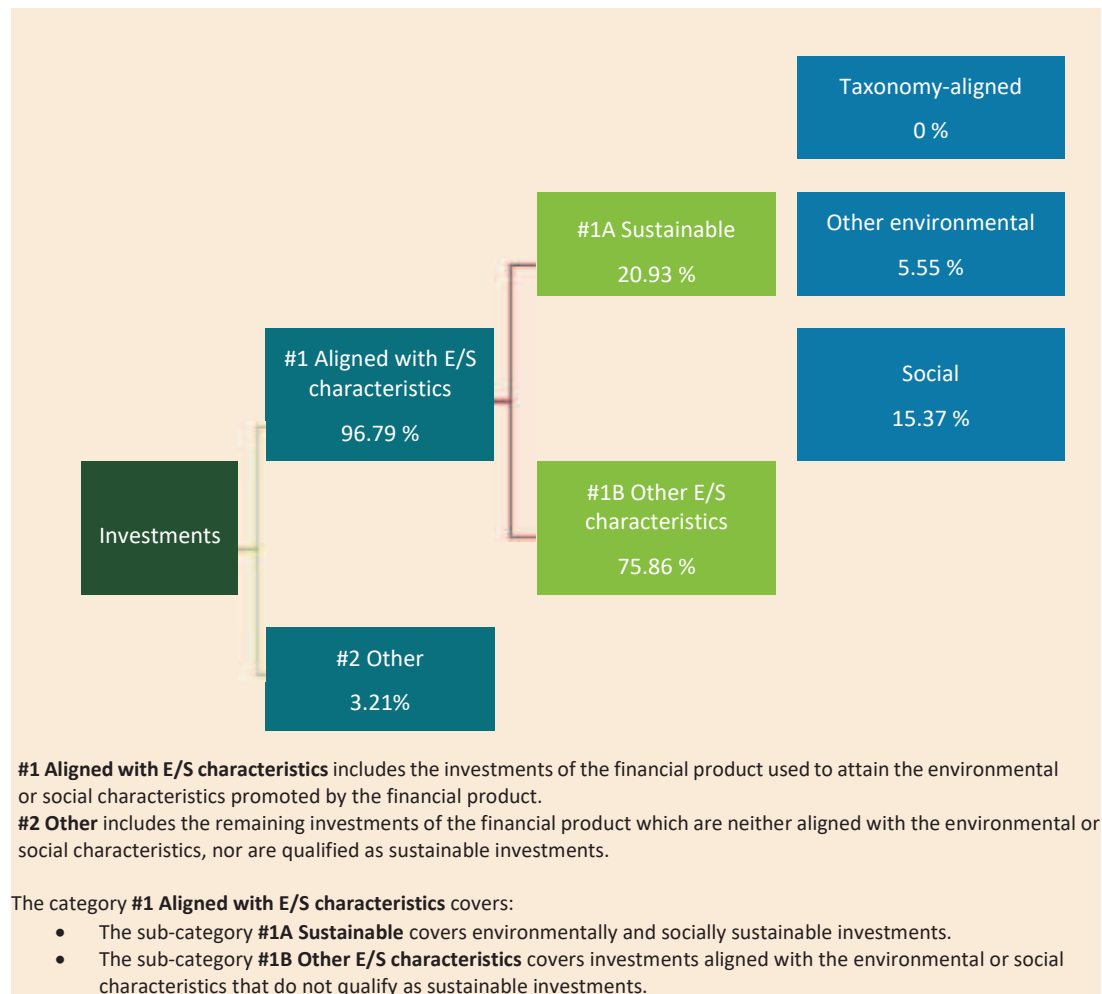 Taxonomy-aligned
0 %
#1A Sustainable
20.93 %
Other environmental
5.55 %
#1 Aligned with E/S
characteristics
96.79 %
Social
15.37 %
Investments
#1B Other E/S
characteristics
75.86 %
#2 Other
3.21%
#1 Aligned with E/S characteristics includes the investments of the financial product used to attain the environmental
or social characteristics promoted by the financial product.
#2 Other includes the remaining investments of the financial product which are neither aligned with the environmental or
social characteristics, nor are qualified as sustainable investments.
The category #1 Aligned with E/S characteristics covers:
• The sub-category #1A Sustainable covers environmentally and socially sustainable investments.
• The sub-category #1B Other E/S characteristics covers investments aligned with the environmental or social
characteristics that do not qualify as sustainable investments.